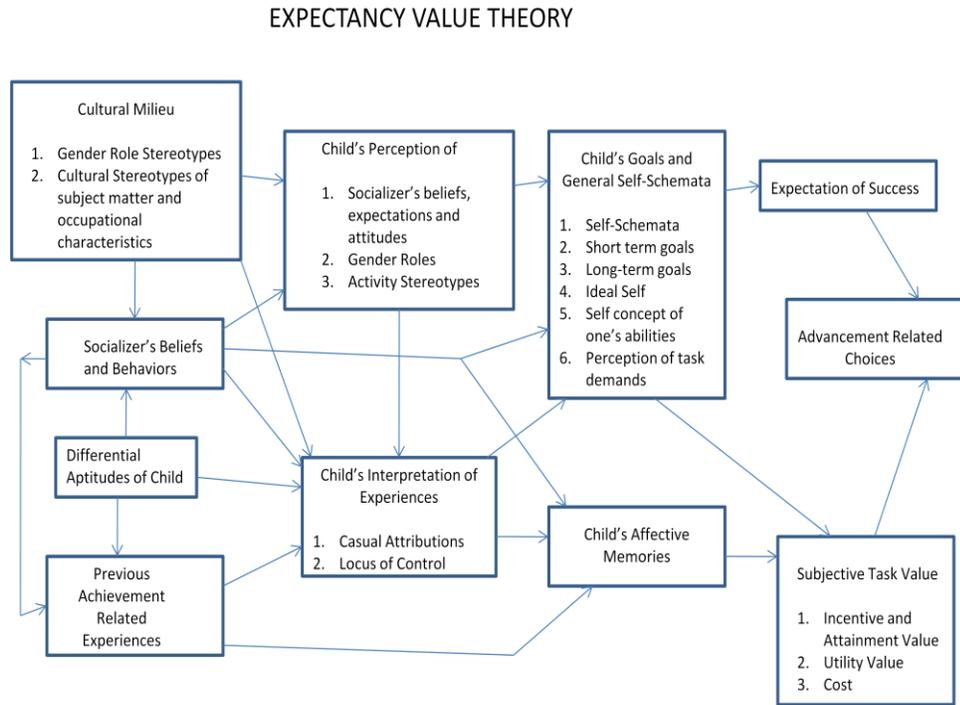 EXPECTANCY VALUE THEORY
Cultural Milieu
1. Gender Role Stereotypes
2. Cultural Stereotypes of
subject matter and
occupational
characteristics
Child's Perception of
1. Socializer's beliefs,
expectations and
attitudes
2. Gender Roles
3. Activity Stereotypes
Child's Goals and
General Self-Schemata
1. Self-Schemata
2. Short term goals
3. Long-term goals
4. Ideal Self
5. Self concept of
one's abilities
6. Perception of task
demands
Expectation of Success
Advancement Related
Choices
Socializer's Beliefs
and Behaviors
Differential
Aptitudes of Child
Previous
Achievement
Related
Experiences
Child's Interpretation of
Experiences
1. Casual Attributions
2. Locus of Control
Child's Affective
Memories
Subjective Task Value
1. Incentive and
Attainment Value
2. Utility Value
3. Cost